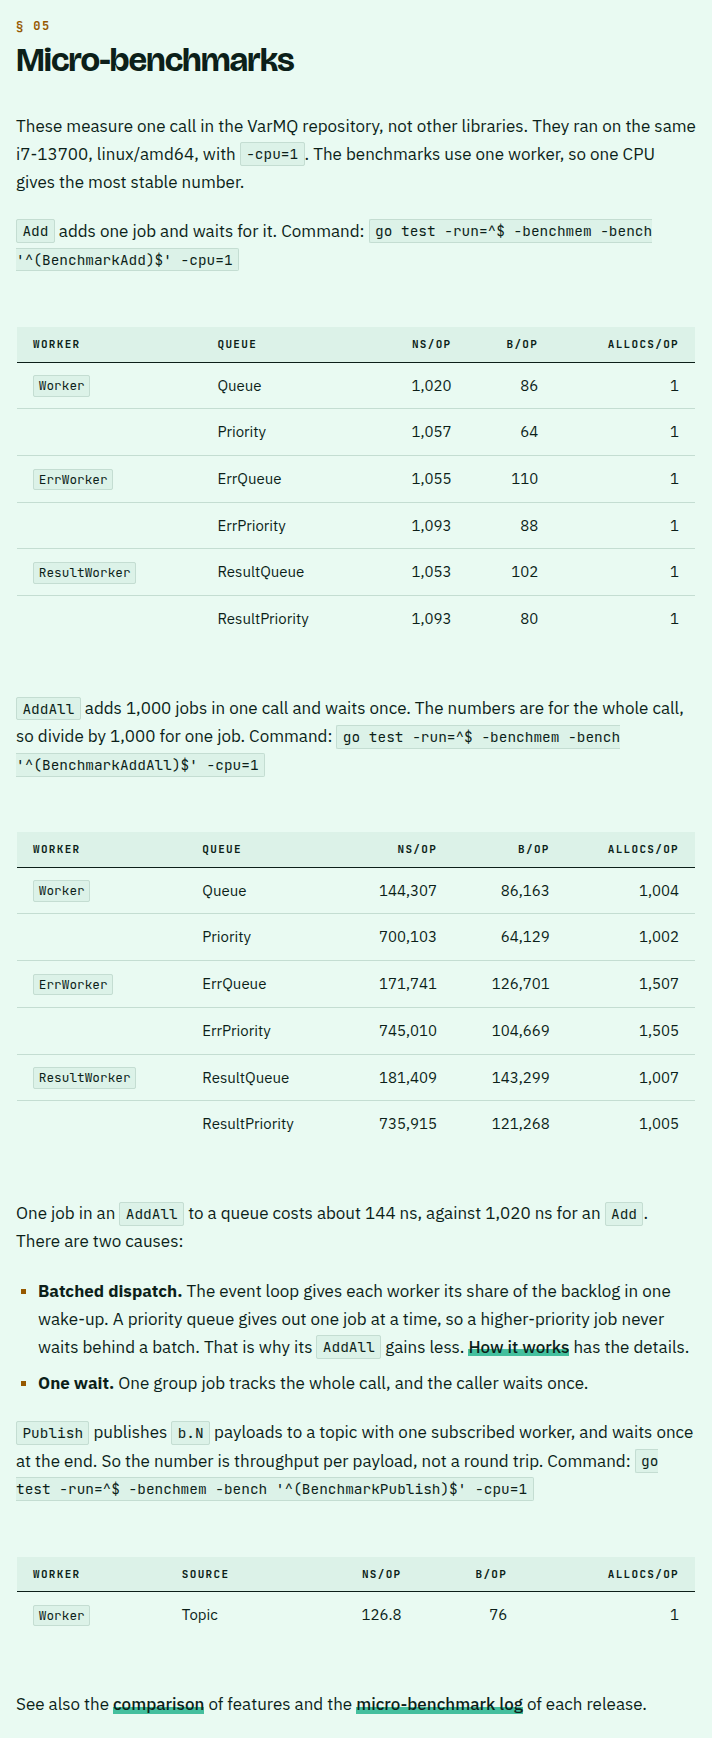 § 05
Micro-benchmarks
These measure one call in the VarMQ repository, not other libraries. They ran on the same
i7-13700, linux/amd64, with -cpu=1. The benchmarks use one worker, so one CPU
gives the most stable number.
Add adds one job and waits for it. Command: go test -run=^$ -benchmem -bench
'^(BenchmarkAdd)$' -cpu=1
WORKER QUEUE NS/OP B/OP ALLOCS/OP
Worker Queue 1,020 86 1
Priority 1,057 64 1
ErrWorker ErrQueue 1,055 110 1
ErrPriority 1,093 88 1
ResultWorker ResultQueue 1,053 102 1
ResultPriority 1,093 80 1
AddAll adds 1,000 jobs in one call and waits once. The numbers are for the whole call,
so divide by 1,000 for one job. Command: go test -run=^$ -benchmem -bench
'^(BenchmarkAddAll)$' -cpu=1
WORKER QUEUE NS/OP B/OP ALLOCS/OP
Worker Queue 144,307 86,163 1,004
Priority 700,103 64,129 1,002
ErrWorker ErrQueue 171,741 126,701 1,507
ErrPriority 745,010 104,669 1,505
ResultWorker ResultQueue 181,409 143,299 1,007
ResultPriority 735,915 121,268 1,005
One job in an AddAll to a queue costs about 144 ns, against 1,020 ns for an Add.
There are two causes:
▪ Batched dispatch. The event loop gives each worker its share of the backlog in one
wake-up. A priority queue gives out one job at a time, so a higher-priority job never
waits behind a batch. That is why its AddAll gains less. How it works has the details.
▪ One wait. One group job tracks the whole call, and the caller waits once.
Publish publishes b.N payloads to a topic with one subscribed worker, and waits once
at the end. So the number is throughput per payload, not a round trip. Command: go
test -run=^$ -benchmem -bench '^(BenchmarkPublish)$' -cpu=1
WORKER SOURCE NS/OP B/OP ALLOCS/OP
Worker Topic 126.8 76 1
See also the comparison of features and the micro-benchmark log of each release.